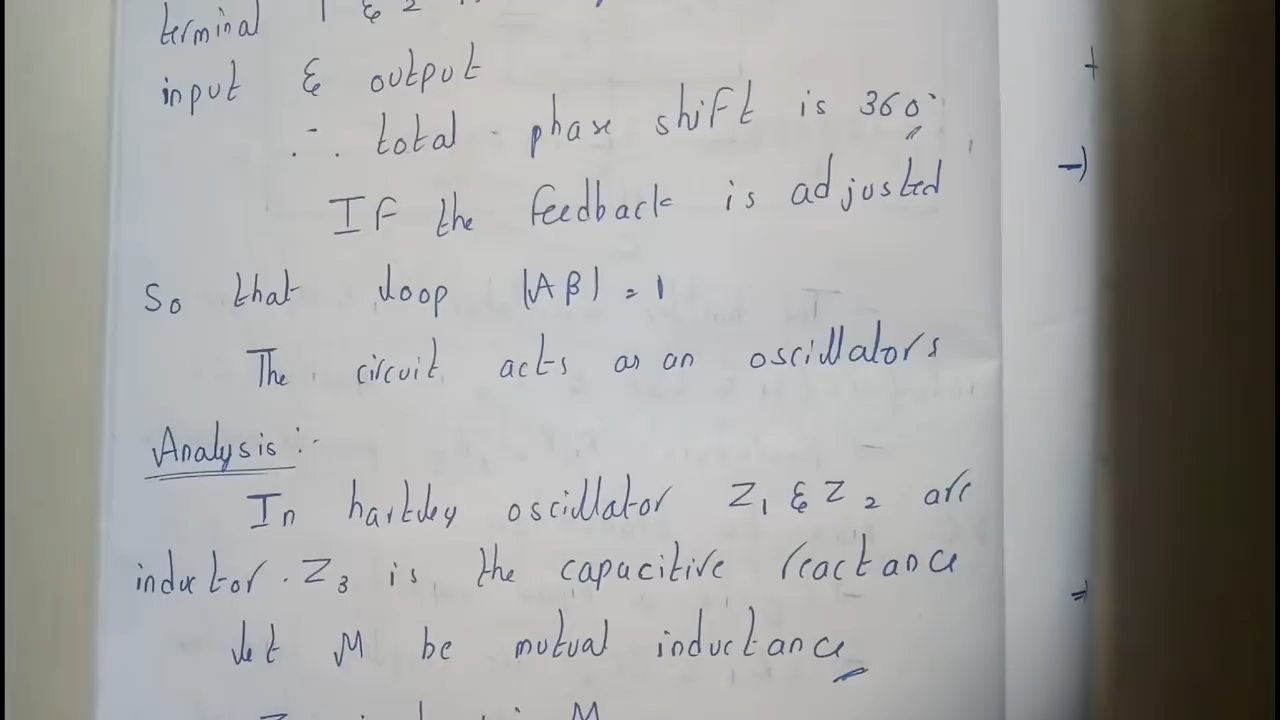 terminal 1 & 2
input & output
∴ total phase shift is 360°
If the feedback is adjusted
So that loop |Aβ| = 1
The circuit acts as an oscillators
Analysis :-
In hartley oscillator Z1 & Z2 are
inductor . Z3 is the capacitive reactance
let M be mutual inductance